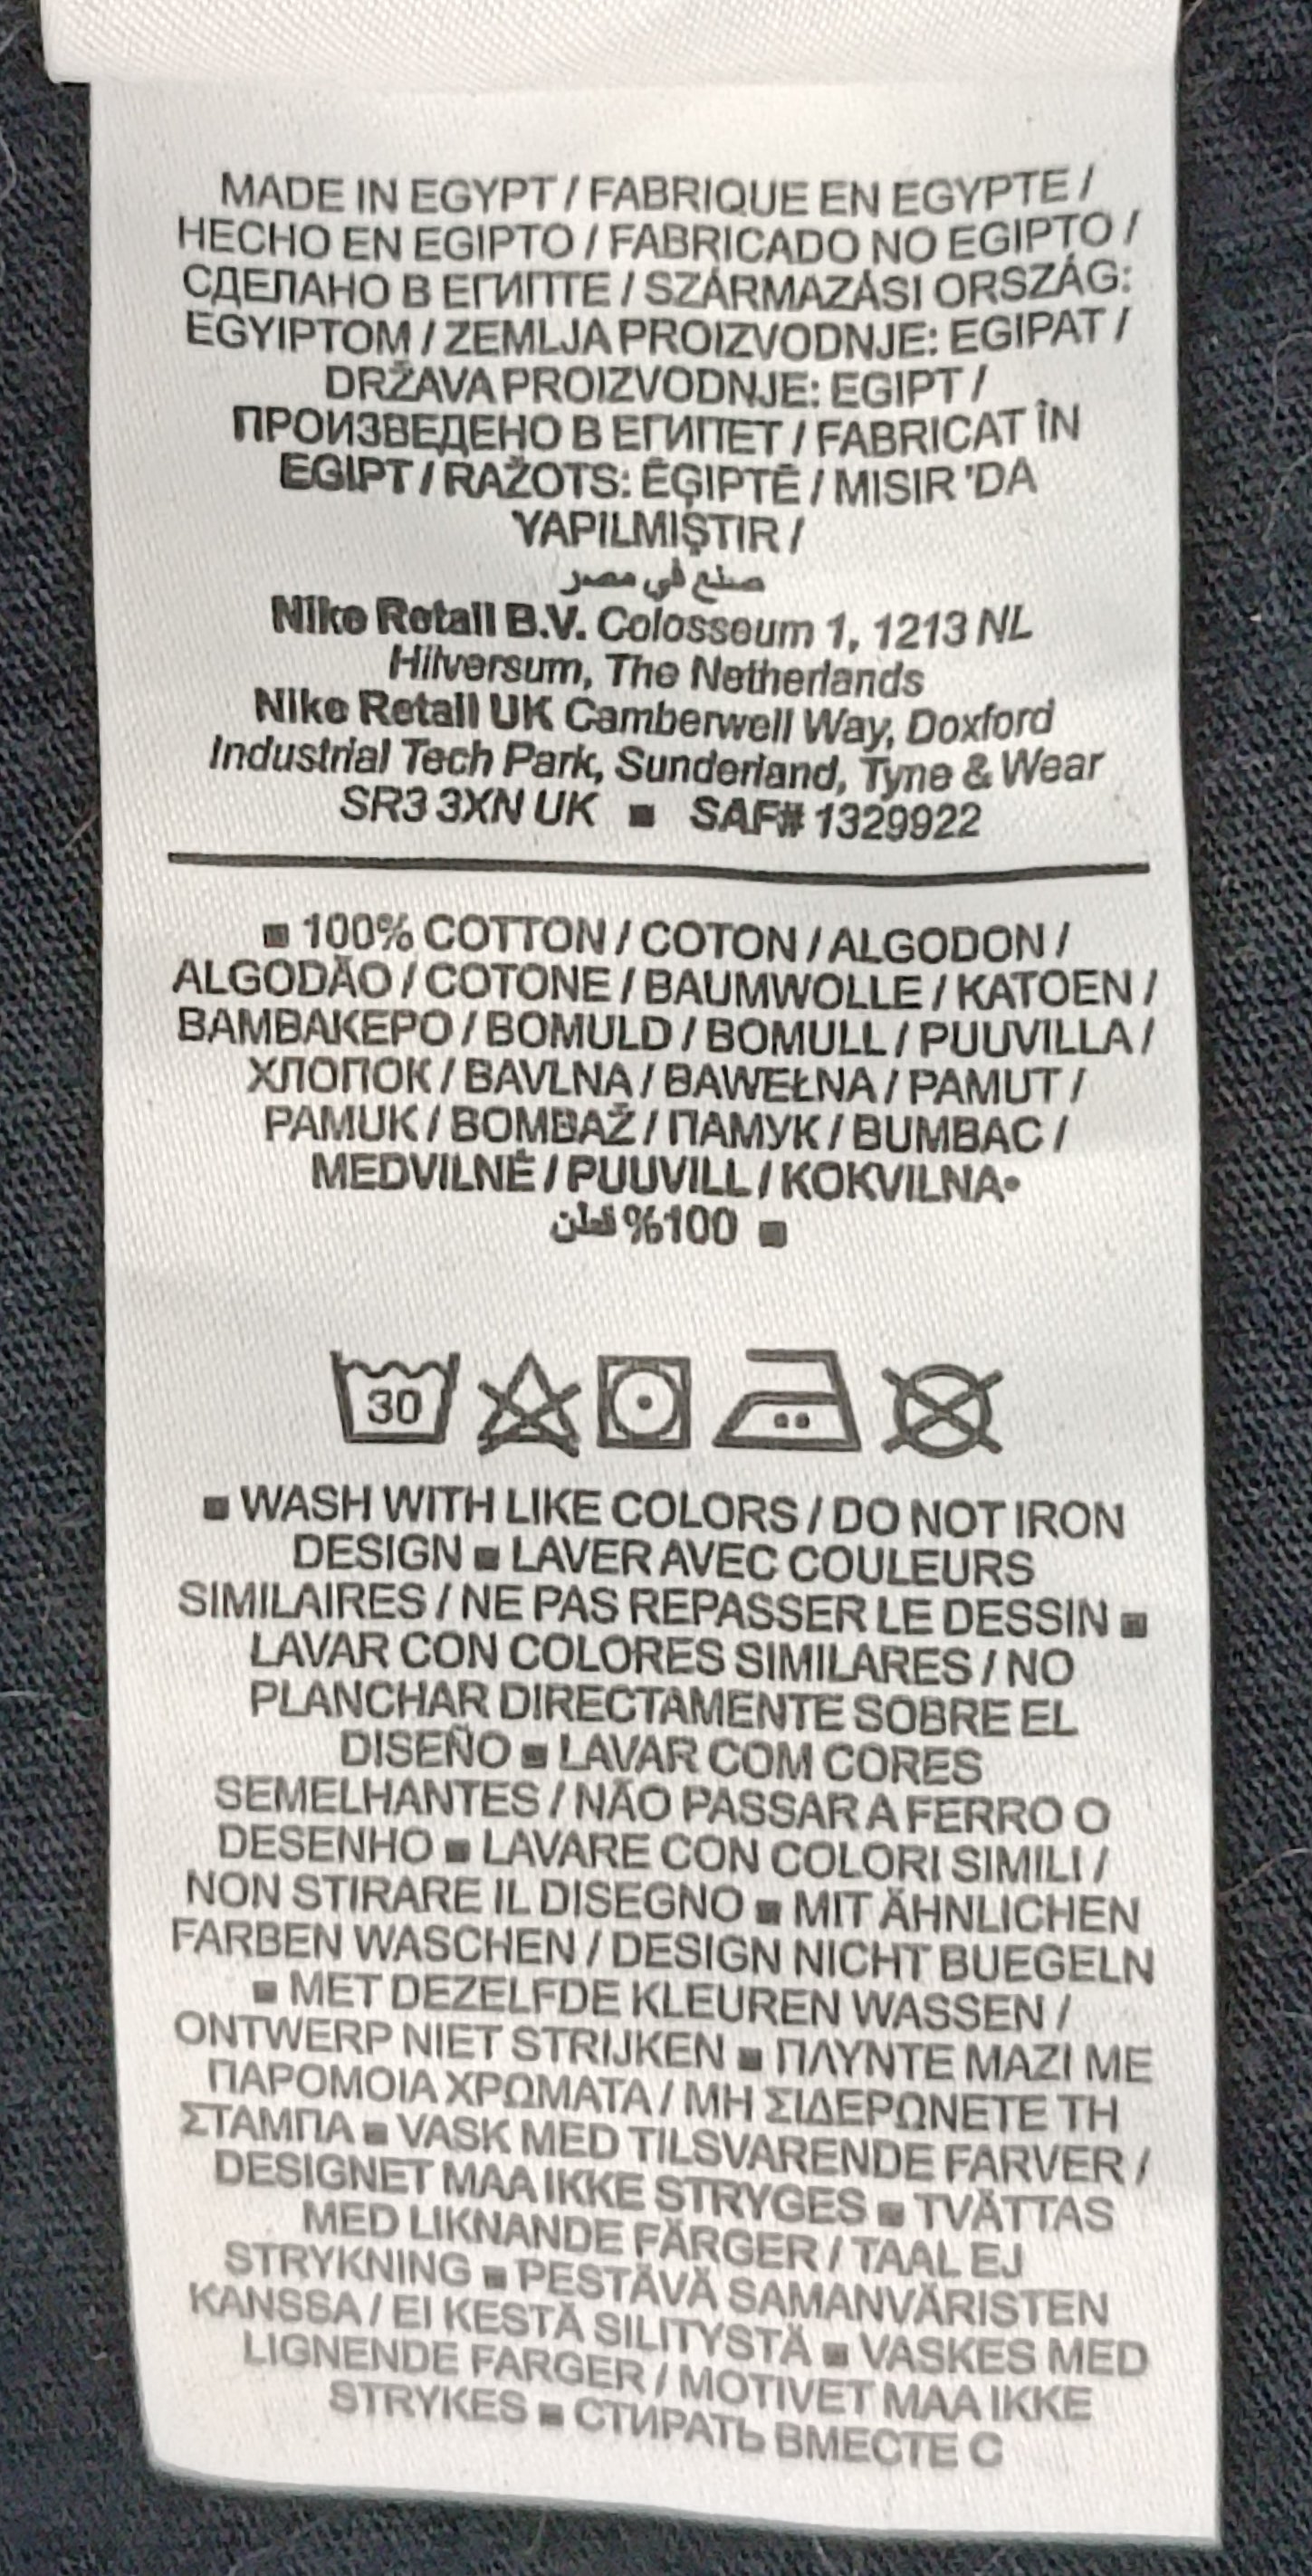 MADE IN EGYPT / FABRIQUE EN EGYPTE /
HECHO EN EGIPTO / FABRICADO NO EGIPTO /
СДЕЛАНО В ЕГИПТЕ / SZÁRMAZÁSI ORSZÁG:
EGYIPTOM / ZEMLJA PROIZVODNJE: EGIPAT /
DRŽAVA PROIZVODNJE: EGIPT /
ПРОИЗВЕДЕНО В ЕГИПЕТ / FABRICAT ÎN
EGIPT / RAŽOTS: ĒĢIPTĒ / MISIR 'DA
YAPILMIŞTIR /
صنع في مصر
Nike Retail B.V. Colosseum 1, 1213 NL
Hilversum, The Netherlands
Nike Retail UK Camberwell Way, Doxford
Industrial Tech Park, Sunderland, Tyne & Wear
SR3 3XN UK ■ SAF# 1329922
■ 100% COTTON / COTON / ALGODON /
ALGODÃO / COTONE / BAUMWOLLE / KATOEN /
ΒΑΜΒΑΚΕΡΟ / BOMULD / BOMULL / PUUVILLA /
ХЛОПОК / BAVLNA / BAWEŁNA / PAMUT /
PAMUK / BOMBAŽ / ПАМУК / BUMBAC /
MEDVILNĖ / PUUVILL / KOKVILNA•
■ 100% قطن
30
■ WASH WITH LIKE COLORS / DO NOT IRON
DESIGN ■ LAVER AVEC COULEURS
SIMILAIRES / NE PAS REPASSER LE DESSIN ■
LAVAR CON COLORES SIMILARES / NO
PLANCHAR DIRECTAMENTE SOBRE EL
DISEÑO ■ LAVAR COM CORES
SEMELHANTES / NÃO PASSAR A FERRO O
DESENHO ■ LAVARE CON COLORI SIMILI /
NON STIRARE IL DISEGNO ■ MIT ÄHNLICHEN
FARBEN WASCHEN / DESIGN NICHT BUEGELN
■ MET DEZELFDE KLEUREN WASSEN /
ONTWERP NIET STRIJKEN ■ ΠΛΥΝΤΕ ΜΑΖΙ ΜΕ
ΠΑΡΟΜΟΙΑ ΧΡΩΜΑΤΑ / ΜΗ ΣΙΔΕΡΩΝΕΤΕ ΤΗ
ΣΤΑΜΠΑ ■ VASK MED TILSVARENDE FARVER /
DESIGNET MAA IKKE STRYGES ■ TVÄTTAS
MED LIKNANDE FÄRGER / TAAL EJ
STRYKNING ■ PESTÄVÄ SAMANVÄRISTEN
KANSSA / EI KESTÄ SILITYSTÄ ■ VASKES MED
LIGNENDE FARGER / MOTIVET MAA IKKE
STRYKES ■ СТИРАТЬ ВМЕСТЕ С